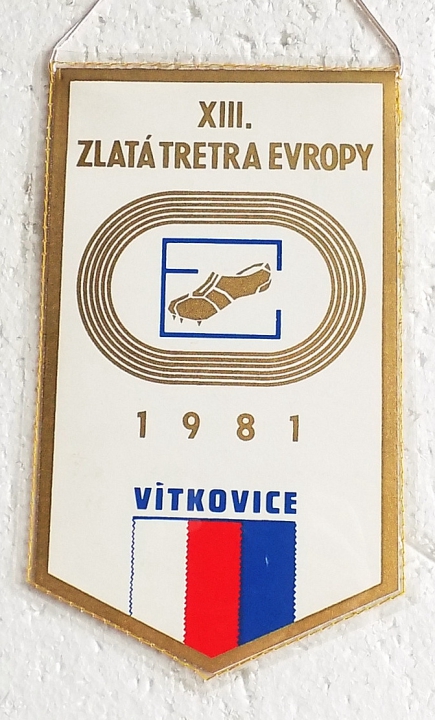 XIII.
ZLATÁ TRETRA EVROPY
1981
VÍTKOVICE